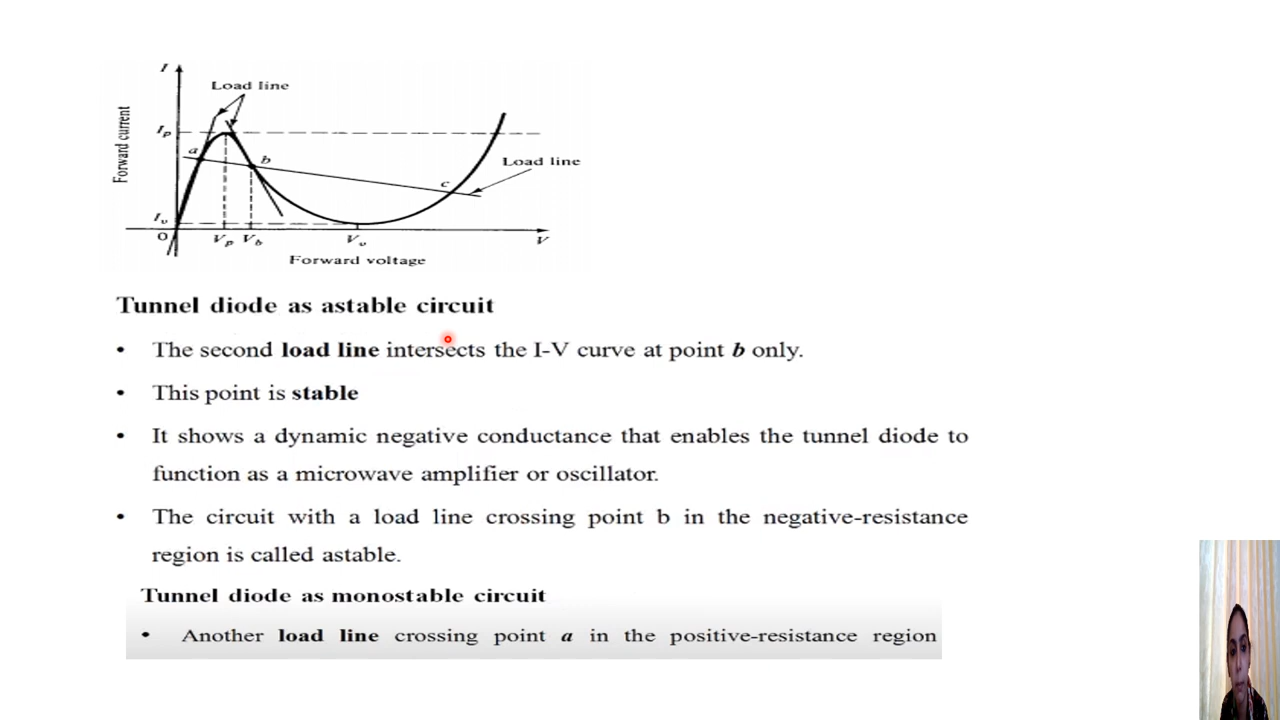 I
Load line
Forward current
Ip
a
b
Load line
c
Iv
O
Vp Vb Vv V
Forward voltage
Tunnel diode as astable circuit
• The second load line intersects the I-V curve at point b only.
• This point is stable
• It shows a dynamic negative conductance that enables the tunnel diode to
function as a microwave amplifier or oscillator.
• The circuit with a load line crossing point b in the negative-resistance
region is called astable.
Tunnel diode as monostable circuit
• Another load line crossing point a in the positive-resistance region